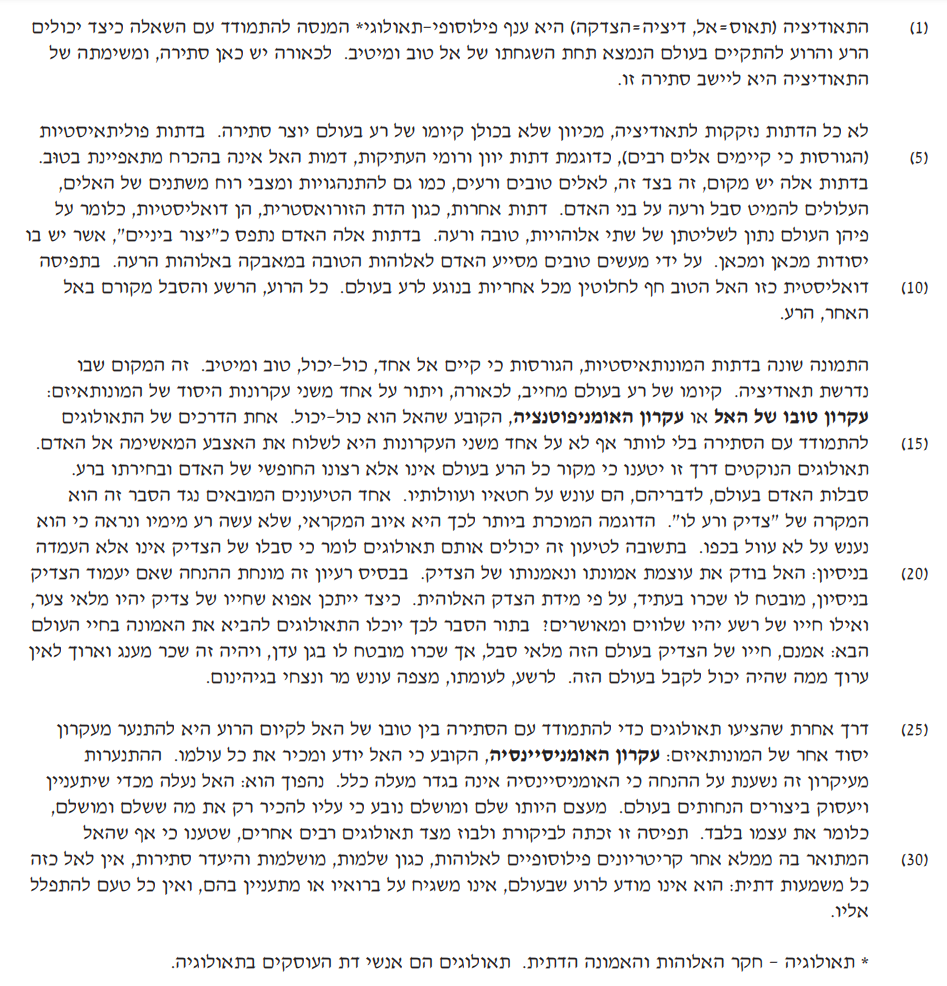 (1) התאודיציה (תאוס=אל, דיציה=הצדקה) היא ענף פילוסופי-תאולוגי* המנסה להתמודד עם השאלה כיצד יכולים
הרע והרוע להתקיים בעולם הנמצא תחת השגחתו של אל טוב ומיטיב. לכאורה יש כאן סתירה, ומשימתה של
התאודיציה היא ליישב סתירה זו.
לא כל הדתות נזקקות לתאודיציה, מכיוון שלא בכולן קיומו של רע בעולם יוצר סתירה. בדתות פוליתאיסטיות
(5) (הגורסות כי קיימים אלים רבים), כדוגמת דתות יוון ורומי העתיקות, דמות האל אינה בהכרח מתאפיינת בטוּב.
בדתות אלה יש מקום, זה בצד זה, לאלים טובים ורעים, כמו גם להתנהגויות ומצבי רוח משתנים של האלים,
העלולים להמיט סבל ורעה על בני האדם. דתות אחרות, כגון הדת הזורואסטרית, הן דואליסטיות, כלומר על
פיהן העולם נתון לשליטתן של שתי אלוהויות, טובה ורעה. בדתות אלה האדם נתפס כ"יצור ביניים", אשר יש בו
יסודות מכאן ומכאן. על ידי מעשים טובים מסייע האדם לאלוהות הטובה במאבקה באלוהות הרעה. בתפיסה
(10) דואליסטית כזו האל הטוב חף לחלוטין מכל אחריות בנוגע לרע בעולם. כל הרוע, הרשע והסבל מקורם באל
האחר, הרע.
התמונה שונה בדתות המונותאיסטיות, הגורסות כי קיים אל אחד, כול-יכול, טוב ומיטיב. זה המקום שבו
נדרשת תאודיציה. קיומו של רע בעולם מחייב, לכאורה, ויתור על אחד משני עקרונות היסוד של המונותאיזם:
עקרון טובו של האל או עקרון האומניפוטנציה, הקובע שהאל הוא כול-יכול. אחת הדרכים של התאולוגים
(15) להתמודד עם הסתירה בלי לוותר אף לא על אחד משני העקרונות היא לשלוח את האצבע המאשימה אל האדם.
תאולוגים הנוקטים דרך זו יטענו כי מקור כל הרע בעולם אינו אלא רצונו החופשי של האדם ובחירתו ברע.
סבלות האדם בעולם, לדבריהם, הם עונש על חטאיו ועוולותיו. אחד הטיעונים המובאים נגד הסבר זה הוא
המקרה של "צדיק ורע לו". הדוגמה המוכרת ביותר לכך היא איוב המקראי, שלא עשה רע מימיו ונראה כי הוא
נענש על לא עוול בכפו. בתשובה לטיעון זה יכולים אותם תאולוגים לומר כי סבלו של הצדיק אינו אלא העמדה
(20) בניסיון: האל בודק את עוצמת אמונתו ונאמנותו של הצדיק. בבסיס רעיון זה מונחת ההנחה שאם יעמוד הצדיק
בניסיון, מובטח לו שכרו בעתיד, על פי מידת הצדק האלוהית. כיצד ייתכן אפוא שחייו של צדיק יהיו מלאי צער,
ואילו חייו של רשע יהיו שלווים ומאושרים? בתור הסבר לכך יוכלו התאולוגים להביא את האמונה בחיי העולם
הבא: אמנם, חייו של הצדיק בעולם הזה מלאי סבל, אך שכרו מובטח לו בגן עדן, ויהיה זה שכר מענג וארוך לאין
ערוך ממה שהיה יכול לקבל בעולם הזה. לרשע, לעומתו, מצפה עונש מר ונצחי בגיהינום.
(25) דרך אחרת שהציעו תאולוגים כדי להתמודד עם הסתירה בין טובו של האל לקיום הרוע היא להתנער מעקרון
יסוד אחר של המונותאיזם: עקרון האומניסיינסיה, הקובע כי האל יודע ומכיר את כל עולמו. ההתנערות
מעיקרון זה נשענת על ההנחה כי האומניסיינסיה אינה בגדר מעלה כלל. נהפוך הוא: האל נעלה מכדי שיתעניין
ויעסוק ביצורים הנחותים בעולם. מעצם היותו שלם ומושלם נובע כי עליו להכיר רק את מה ששלם ומושלם,
כלומר את עצמו בלבד. תפיסה זו זכתה לביקורת ולבוז מצד תאולוגים רבים אחרים, שטענו כי אף שהאל
(30) המתואר בה ממלא אחר קריטריונים פילוסופיים לאלוהות, כגון שלמות, מושלמות והיעדר סתירות, אין לאל כזה
כל משמעות דתית: הוא אינו מודע לרוע שבעולם, אינו משגיח על ברואיו או מתעניין בהם, ואין כל טעם להתפלל
אליו.
* תאולוגיה - חקר האלוהות והאמונה הדתית. תאולוגים הם אנשי דת העוסקים בתאולוגיה.